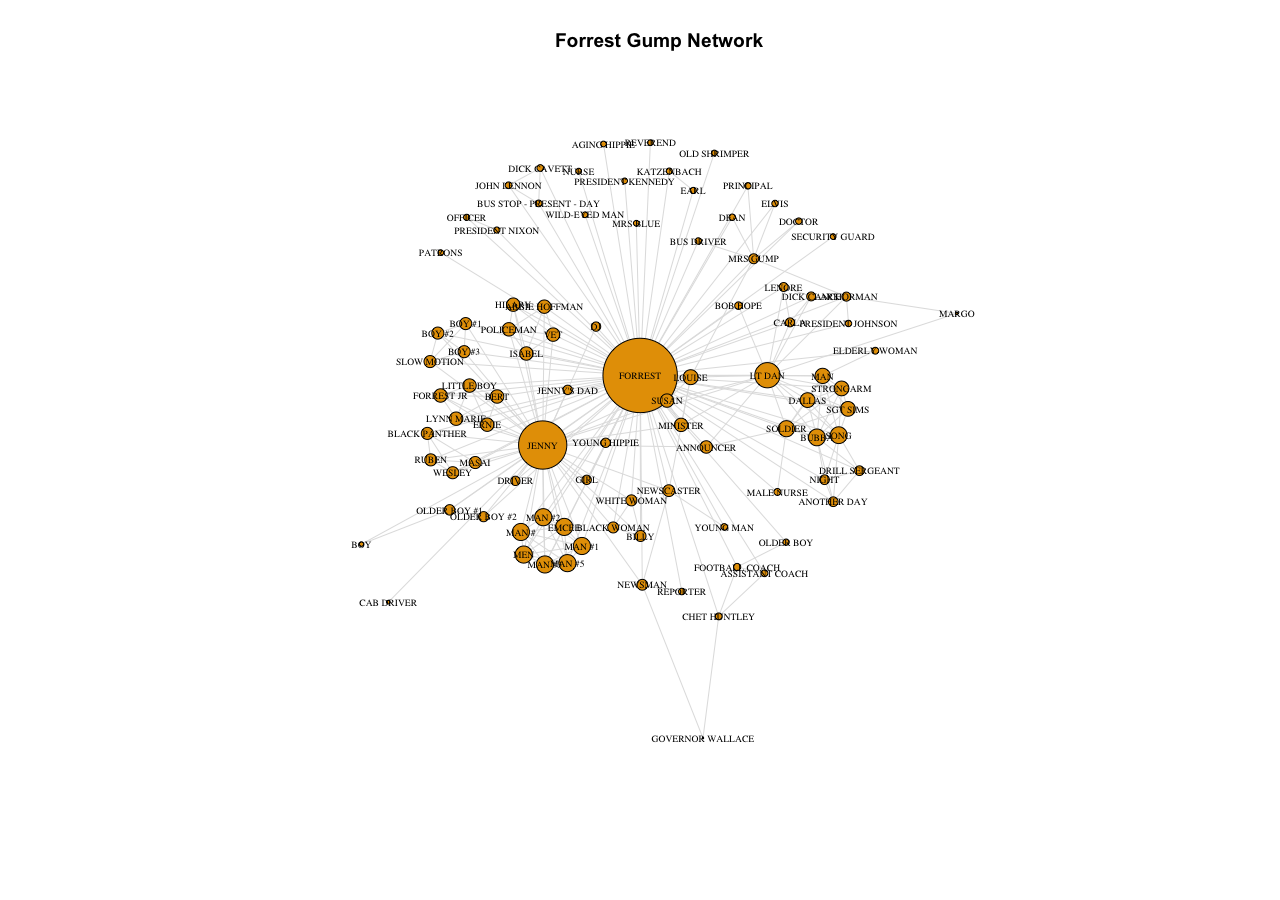 Forrest Gump Network
AGING HIPPIE
REVEREND
OLD SHRIMPER
DICK CAVETT
NURSE
KATZENBACH
PRESIDENT KENNEDY
JOHN LENNON
EARL
PRINCIPAL
BUS STOP - PRESENT - DAY
ELVIS
WILD-EYED MAN
OFFICER
MRS BLUE
DEAN
DOCTOR
PRESIDENT NIXON
SECURITY GUARD
BUS DRIVER
PATRONS
MRS GUMP
LENORE
DICK CLARK
ANCHORMAN
HILARY
ABBIE HOFFMAN
BOB HOPE
MARGO
BOY #1
CARLA
PRESIDENT JOHNSON
DJ
POLICEMAN
BOY #2
VET
BOY #3
ISABEL
ELDERLY WOMAN
SLOW MOTION
FORREST
LOUISE
LT DAN
MAN
LITTLE BOY
JENNY'S DAD
STRONGARM
FORREST JR
BERT
SUSAN
DALLAS
SGT SIMS
LYNN MARIE
ERNIE
MINISTER
SOLDIER
BLACK PANTHER
BUBBA
SONG
JENNY
YOUNG HIPPIE
ANNOUNCER
RUBEN
MASAI
WESLEY
DRILL SERGEANT
DRIVER
GIRL
NIGHT
NEWSCASTER
MALE NURSE
WHITE WOMAN
ANOTHER DAY
OLDER BOY #1
OLDER BOY #2
MAN #2
EMCEE
BLACK WOMAN
YOUNG MAN
MAN #
BILLY
BOY
MAN #1
OLDER BOY
MEN
MAN #5
FOOTBALL COACH
ASSISTANT COACH
NEWSMAN
REPORTER
CAB DRIVER
CHET HUNTLEY
GOVERNOR WALLACE